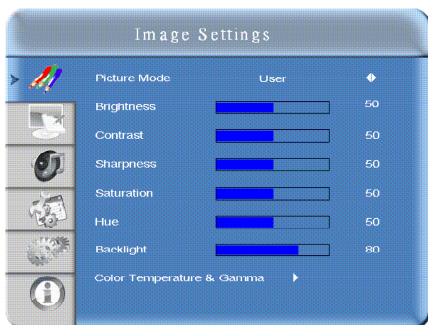 Image Settings
Picture Mode User
Brightness 50
Contrast 50
Sharpness 50
Saturation 50
Hue 50
Backlight 80
Color Temperature & Gamma